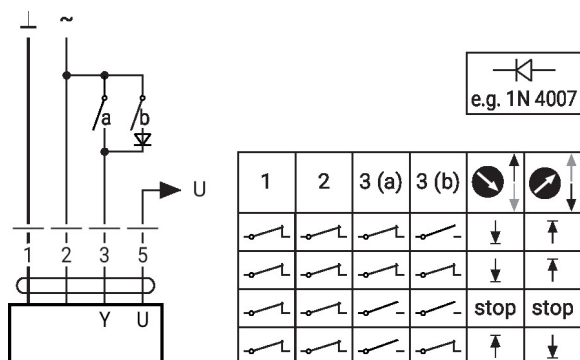 ⊥ ~
a b
e.g. 1N 4007
U
1 2 3 5
Y U
1 2 3 (a) 3 (b)
stop stop